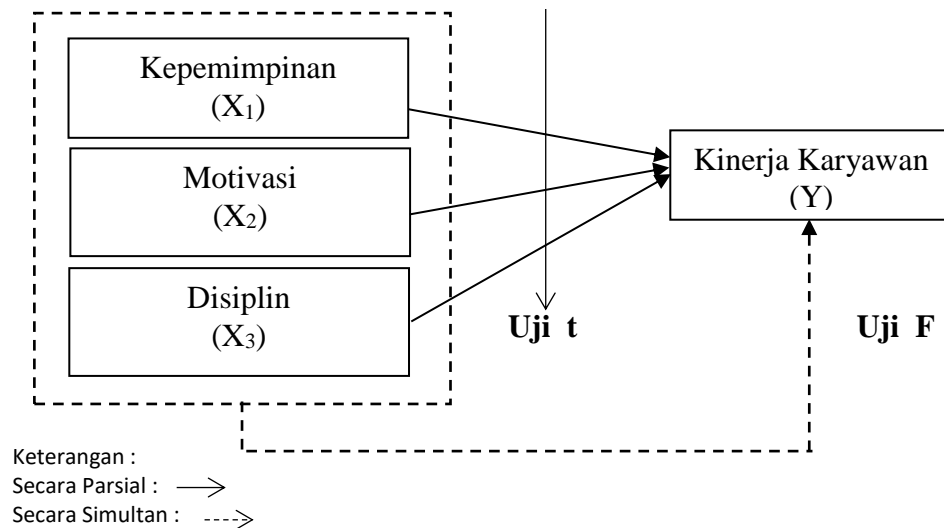 Kepemimpinan
(X₁)
Motivasi
(X₂)
Disiplin
(X₃)
Kinerja Karyawan
(Y)
Uji t
Uji F
Keterangan :
Secara Parsial :
Secara Simultan :